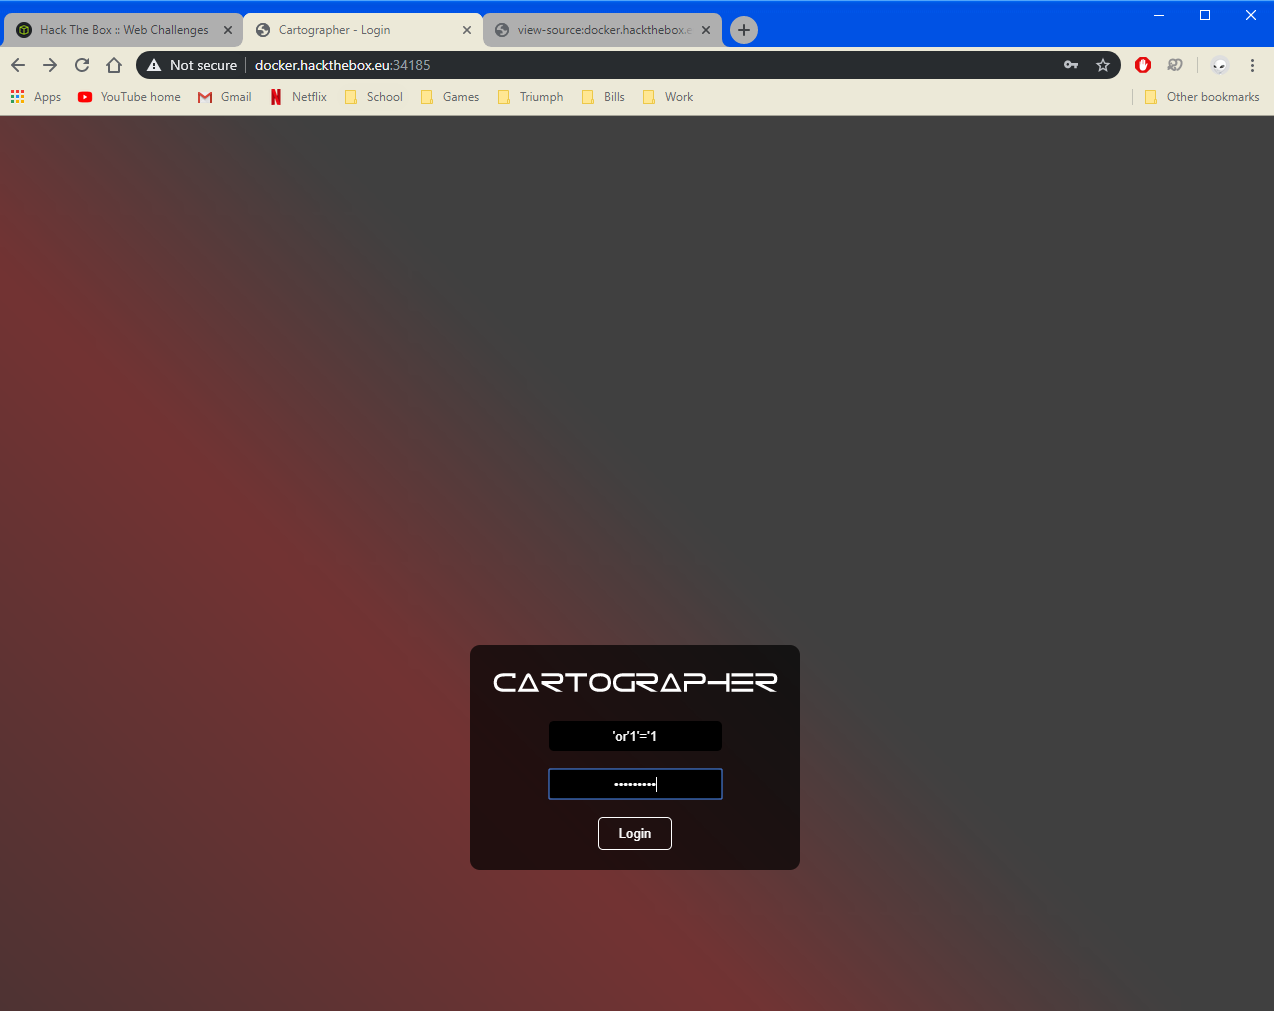 Hack The Box :: Web Challenges
Cartographer - Login
view-source:docker.hackthebox.e
Not secure
docker.hackthebox.eu:34185
Apps
YouTube home
Gmail
Netflix
School
Games
Triumph
Bills
Work
Other bookmarks
CARTOGRAPHER
'or'1'='1
Login